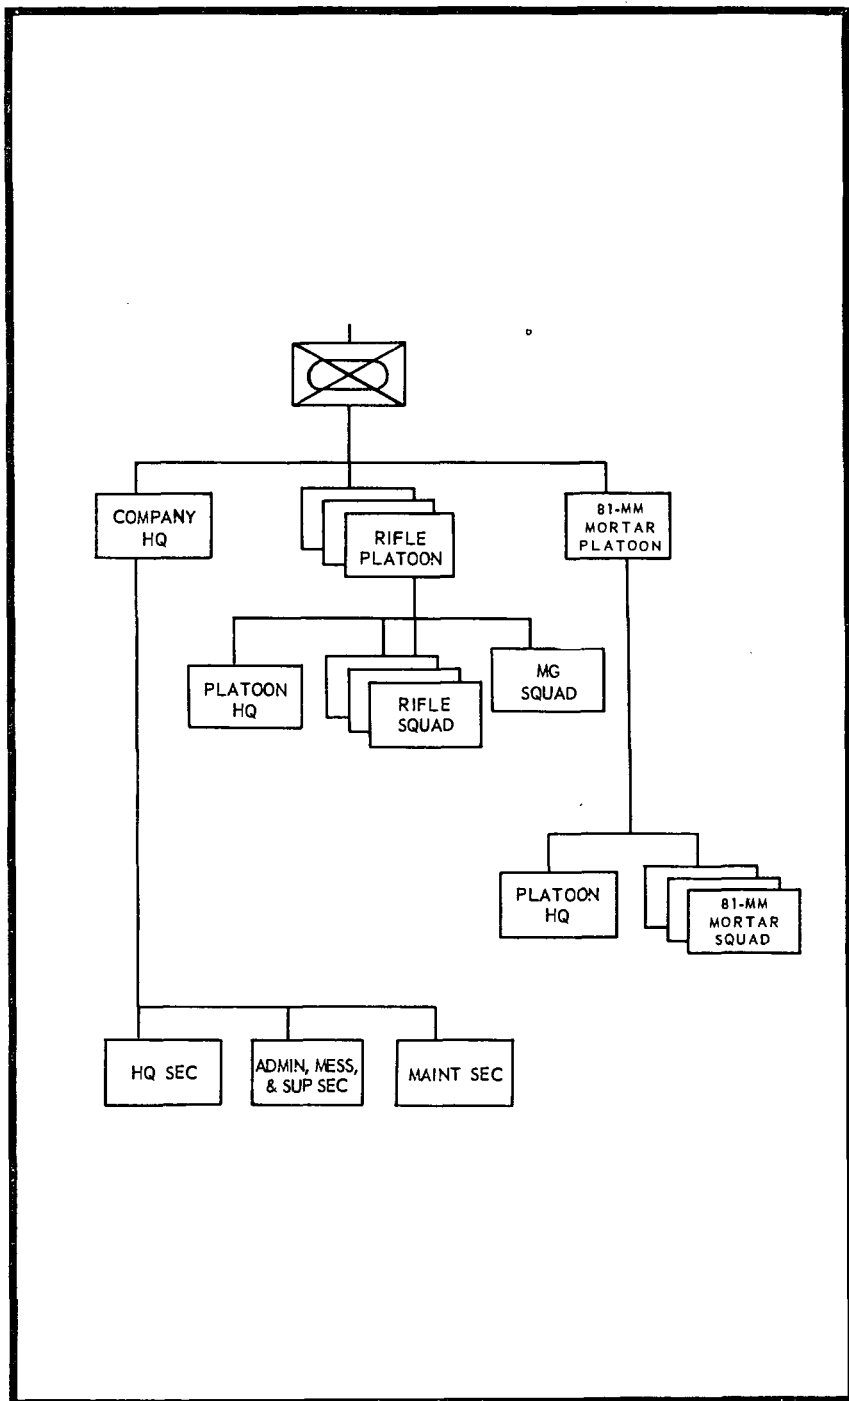 COMPANY
HQ
RIFLE
PLATOON
81-MM
MORTAR
PLATOON
PLATOON
HQ
RIFLE
SQUAD
MG
SQUAD
PLATOON
HQ
81-MM
MORTAR
SQUAD
HQ SEC
ADMIN, MESS,
& SUP SEC
MAINT SEC